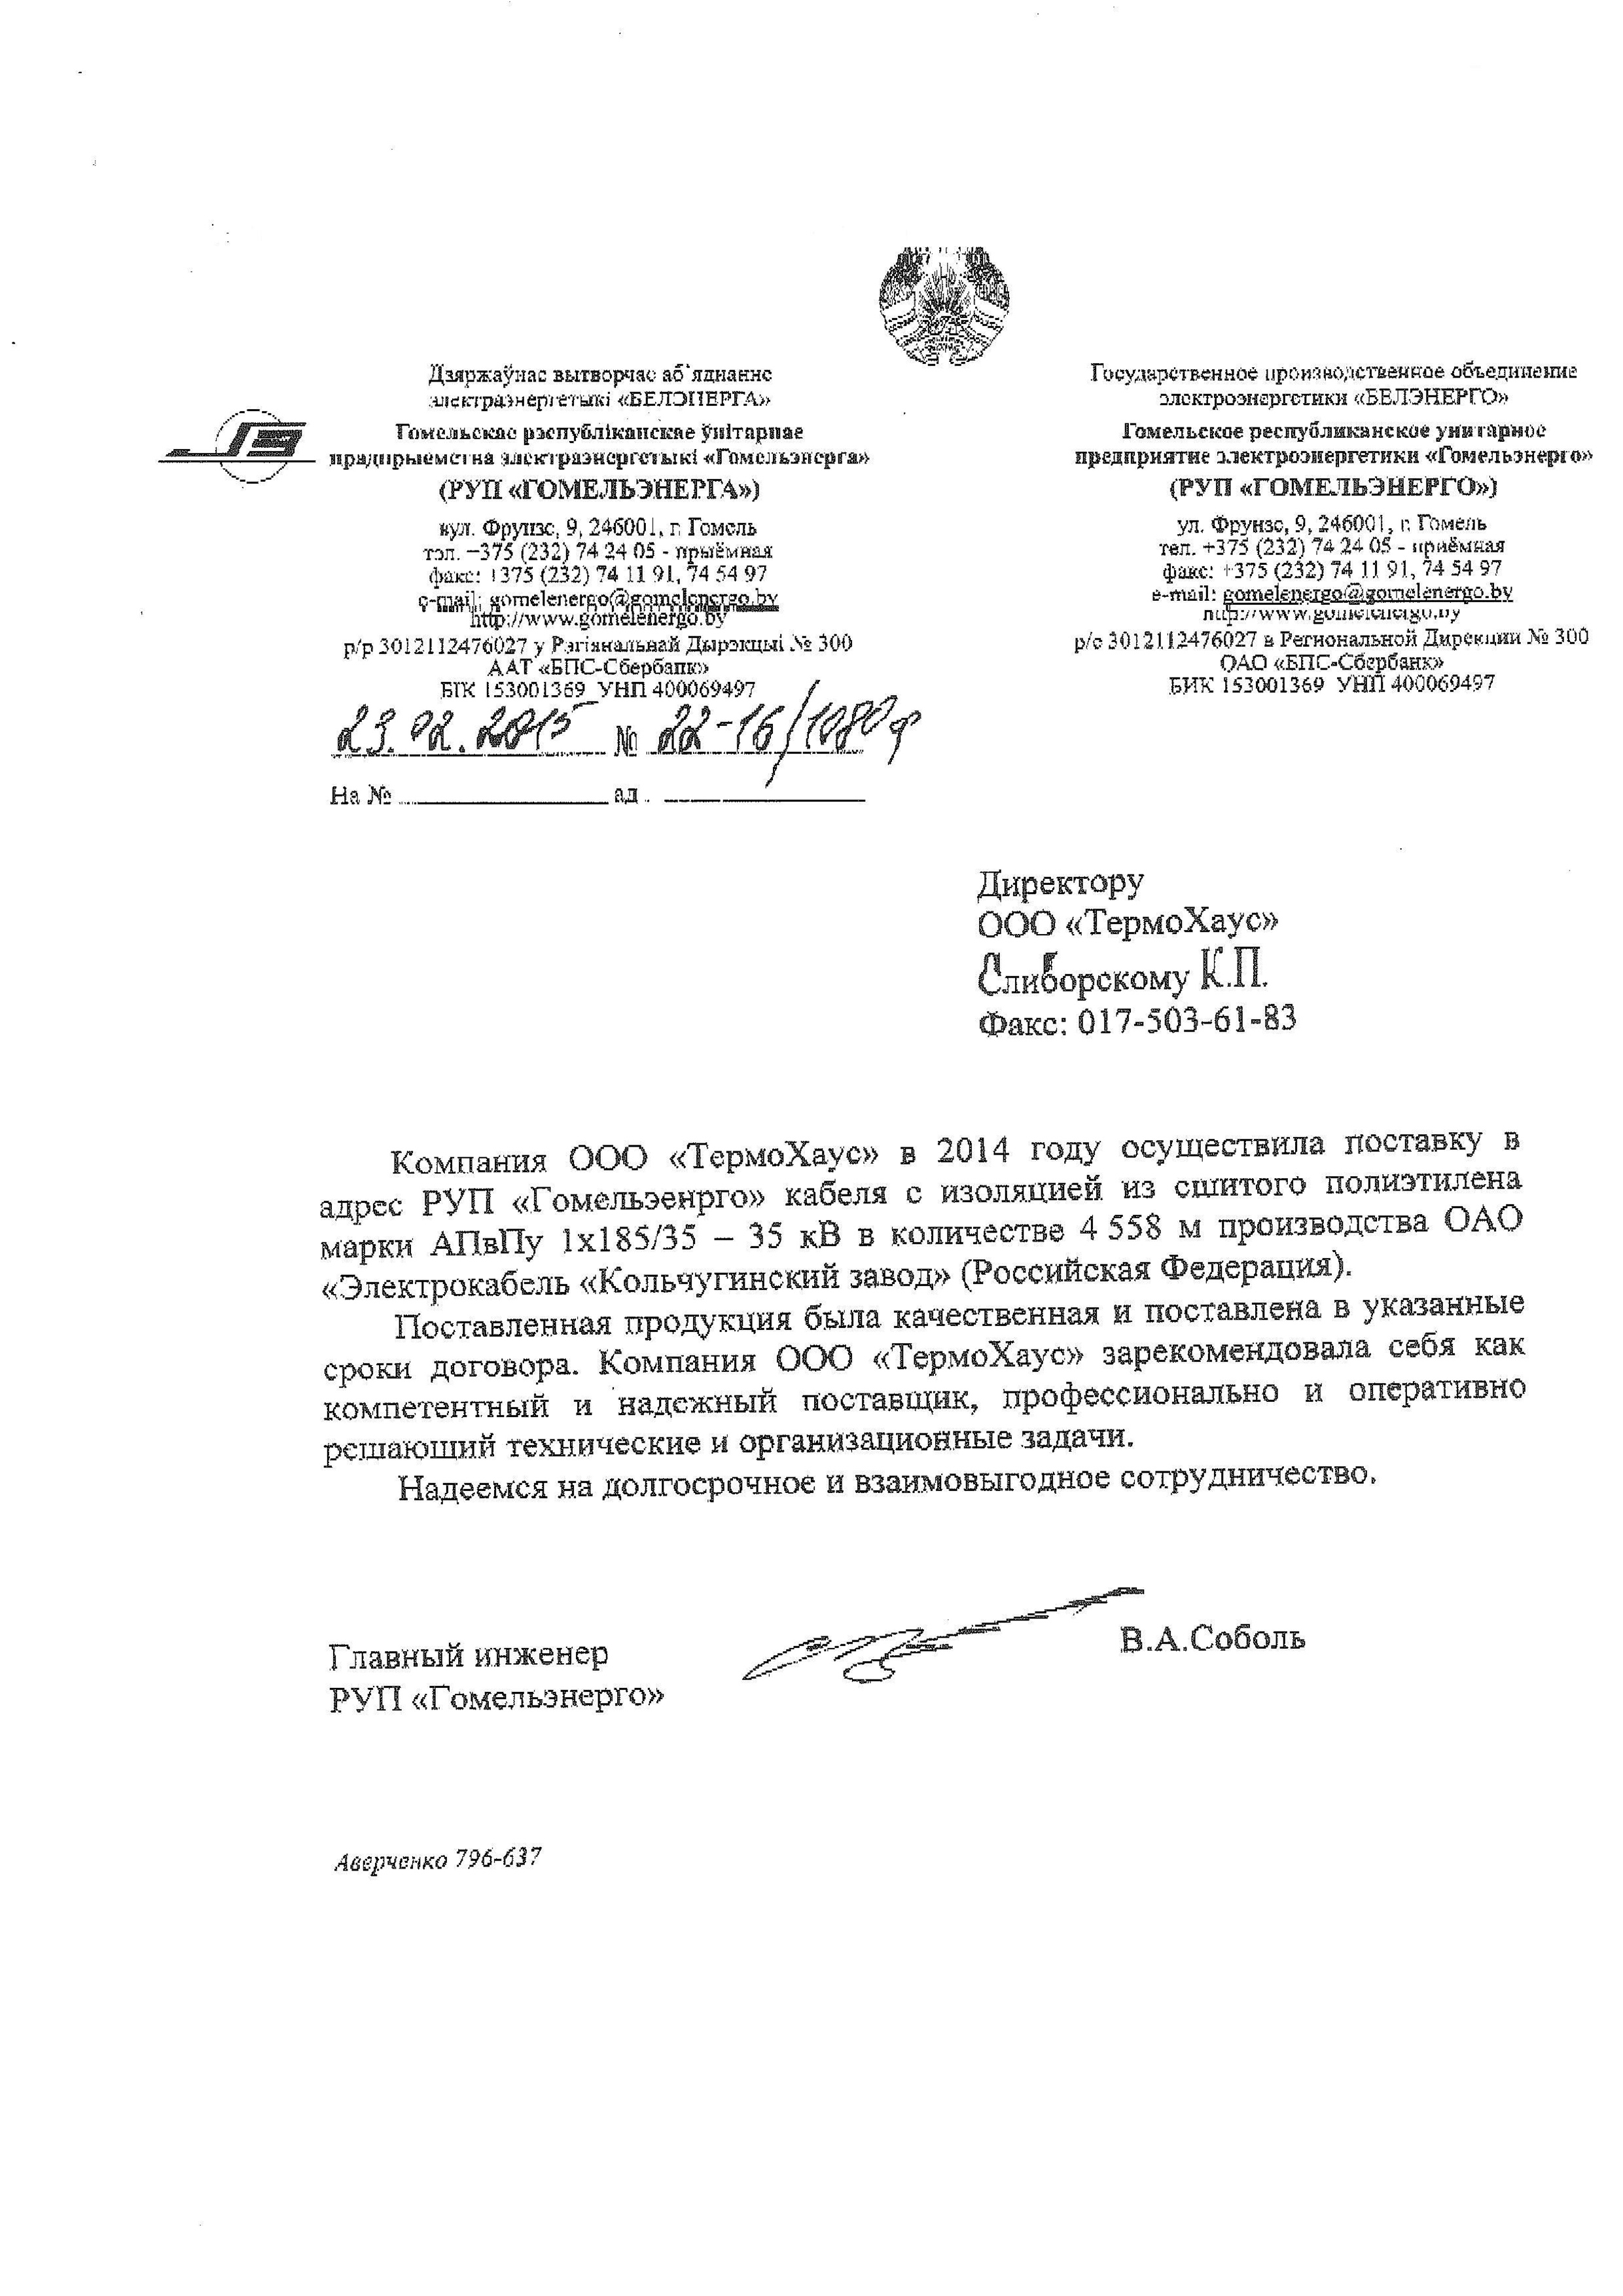 Дзяржаўнае вытворчае аб'яднанне
электраэнергетыкі «БЕЛЭНЕРГА»
Гомельскае рэспубліканскае ўнітарнае
прадпрыемства электраэнергетыкі «Гомельэнерга»
(РУП «ГОМЕЛЬЭНЕРГА»)
вул. Фрунзе, 9, 246001, г. Гомель
тэл. +375 (232) 74 24 05 - прыёмная
факс: +375 (232) 74 11 91, 74 54 97
e-mail: gomelenergo@gomelenergo.by
http://www.gomelenergo.by
р/р 3012112476027 у Рэгіянальнай Дырэкцыі № 300
ААТ «БПС-Сбербанк»
БІК 153001369 УНП 400069497
23.02.2015 № 22-16/1080ф
На № ад
Государственное производственное объединение
электроэнергетики «БЕЛЭНЕРГО»
Гомельское республиканское унитарное
предприятие электроэнергетики «Гомельэнерго»
(РУП «ГОМЕЛЬЭНЕРГО»)
ул. Фрунзе, 9, 246001, г. Гомель
тел. +375 (232) 74 24 05 - приёмная
факс: +375 (232) 74 11 91, 74 54 97
e-mail: gomelenergo@gomelenergo.by
http://www.gomelenergo.by
р/с 3012112476027 в Региональной Дирекции № 300
ОАО «БПС-Сбербанк»
БИК 153001369 УНП 400069497
Директору
ООО «ТермоХаус»
Слиборскому К.П.
Факс: 017-503-61-83
Компания ООО «ТермоХаус» в 2014 году осуществила поставку в
адрес РУП «Гомельэенрго» кабеля с изоляцией из сшитого полиэтилена
марки АПвПу 1х185/35 – 35 кВ в количестве 4 558 м производства ОАО
«Электрокабель «Кольчугинский завод» (Российская Федерация).
Поставленная продукция была качественная и поставлена в указанные
сроки договора. Компания ООО «ТермоХаус» зарекомендовала себя как
компетентный и надежный поставщик, профессионально и оперативно
решающий технические и организационные задачи.
Надеемся на долгосрочное и взаимовыгодное сотрудничество.
Главный инженер
РУП «Гомельэнерго»
В.А.Соболь
Аверченко 796-637